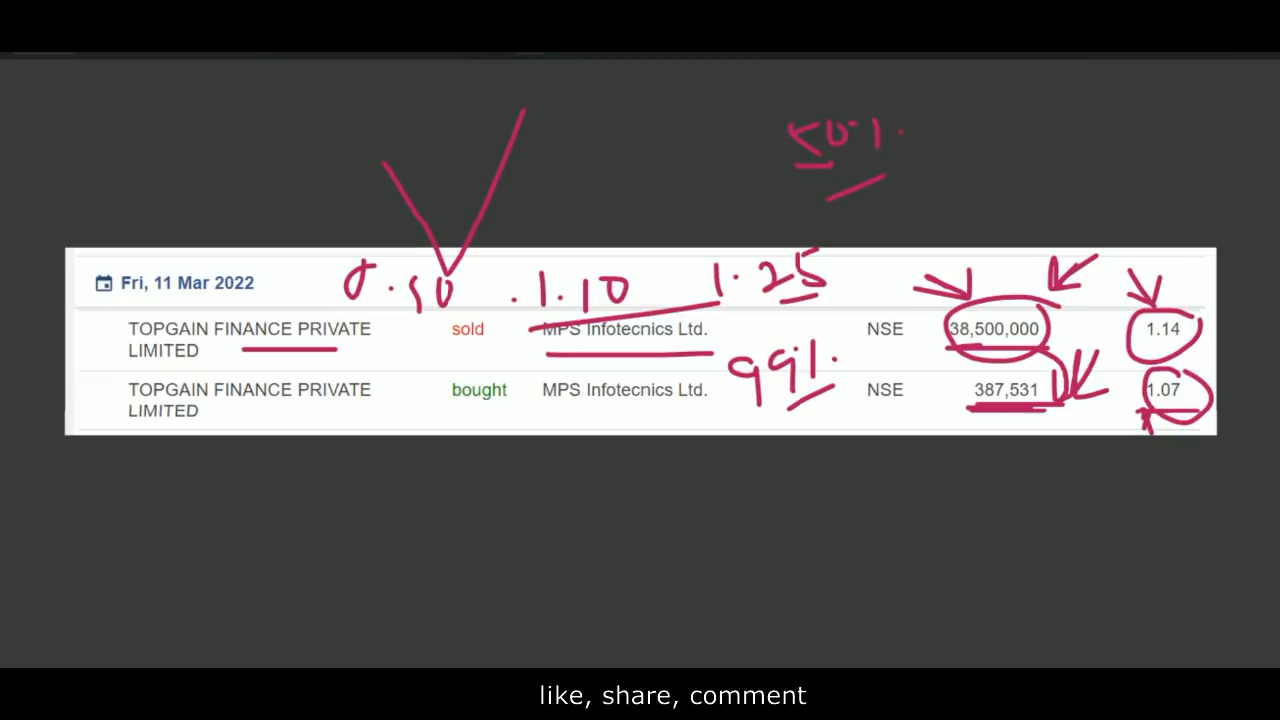 50%.
Fri, 11 Mar 2022
0.50 . 1.10 1.25
TOPGAIN FINANCE PRIVATE LIMITED sold MPS Infotecnics Ltd. NSE 38,500,000 1.14
99%.
TOPGAIN FINANCE PRIVATE LIMITED bought MPS Infotecnics Ltd. NSE 387,531 1.07
like, share, comment